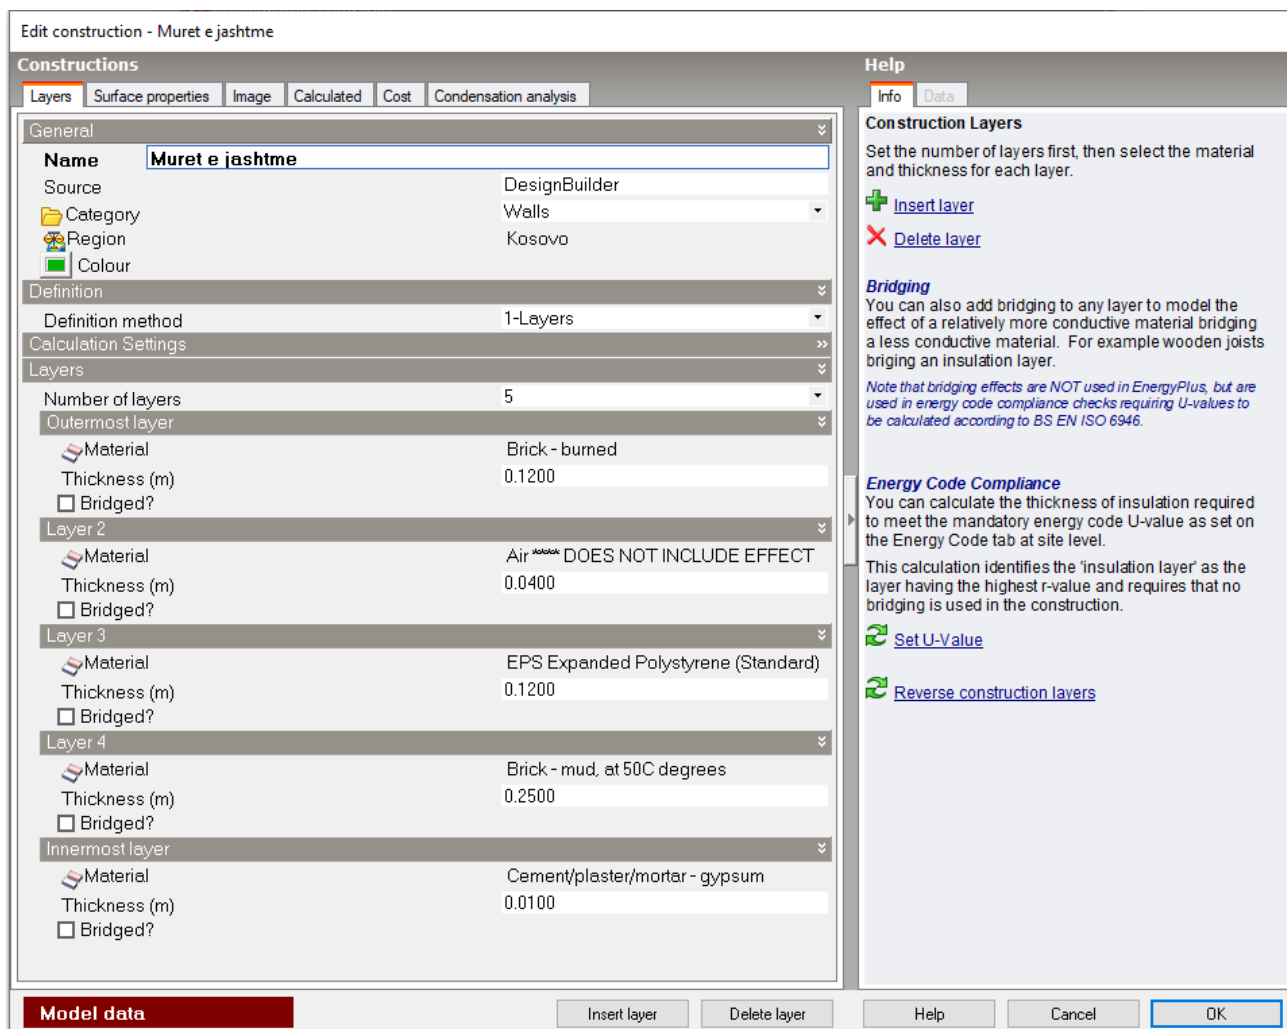 Edit construction - Muret e jashtme
Constructions
Layers Surface properties Image Calculated Cost Condensation analysis
General
Name Muret e jashtme
Source DesignBuilder
Category Walls
Region Kosovo
Colour
Definition
Definition method 1-Layers
Calculation Settings
Layers
Number of layers 5
Outermost layer
Material Brick - burned
Thickness (m) 0.1200
Bridged?
Layer 2
Material Air **** DOES NOT INCLUDE EFFECT
Thickness (m) 0.0400
Bridged?
Layer 3
Material EPS Expanded Polystyrene (Standard)
Thickness (m) 0.1200
Bridged?
Layer 4
Material Brick - mud, at 50C degrees
Thickness (m) 0.2500
Bridged?
Innermost layer
Material Cement/plaster/mortar - gypsum
Thickness (m) 0.0100
Bridged?
Model data
Insert layer Delete layer
Help
Info Data
Construction Layers
Set the number of layers first, then select the material
and thickness for each layer.
Insert layer
Delete layer
Bridging
You can also add bridging to any layer to model the
effect of a relatively more conductive material bridging
a less conductive material. For example wooden joists
briging an insulation layer.
Note that bridging effects are NOT used in EnergyPlus, but are
used in energy code compliance checks requiring U-values to
be calculated according to BS EN ISO 6946.
Energy Code Compliance
You can calculate the thickness of insulation required
to meet the mandatory energy code U-value as set on
the Energy Code tab at site level.
This calculation identifies the 'insulation layer' as the
layer having the highest r-value and requires that no
bridging is used in the construction.
Set U-Value
Reverse construction layers
Help Cancel OK